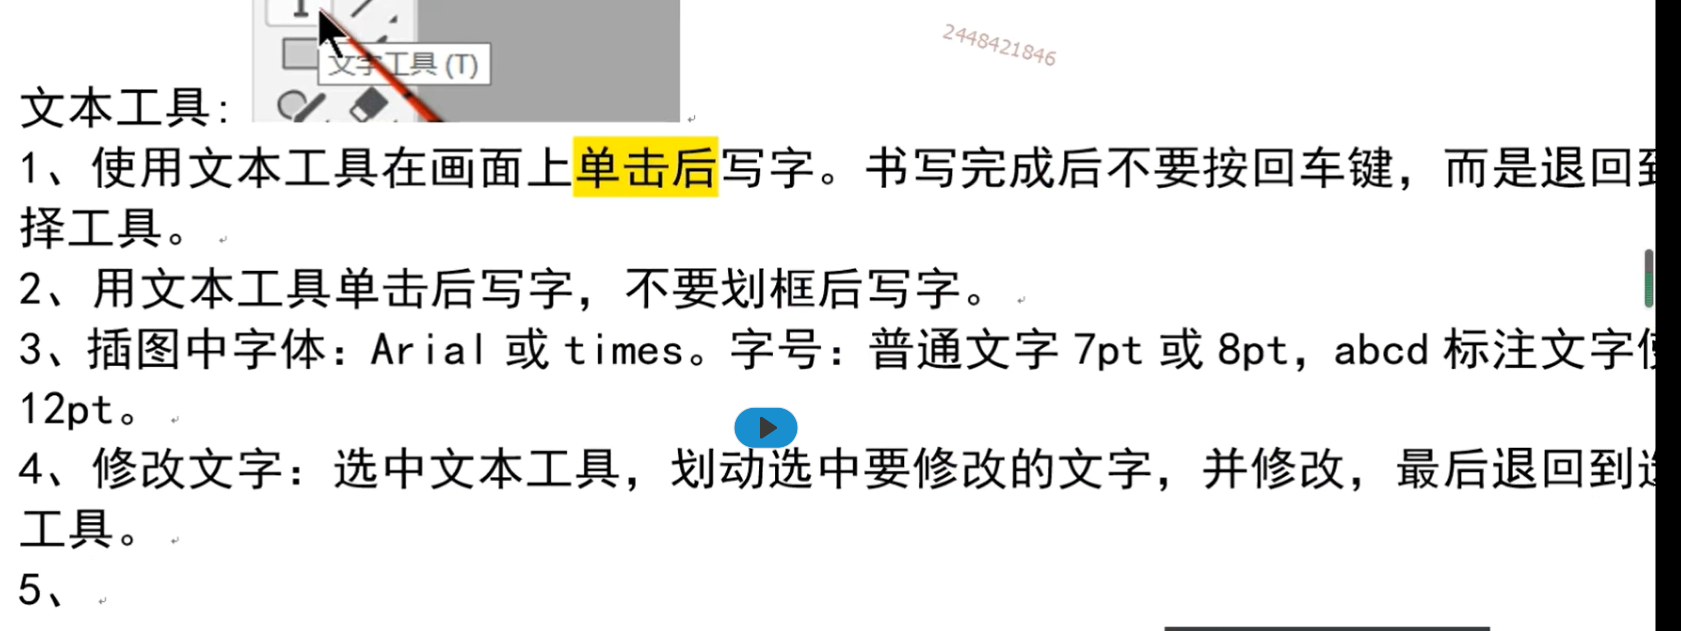 2448421846
文字工具 (T)
文本工具：
1、使用文本工具在画面上单击后写字。书写完成后不要按回车键，而是退回到
择工具。
2、用文本工具单击后写字，不要划框后写字。
3、插图中字体：Arial 或 times。字号：普通文字 7pt 或 8pt，abcd 标注文字使
12pt。
4、修改文字：选中文本工具，划动选中要修改的文字，并修改，最后退回到选
工具。
5、